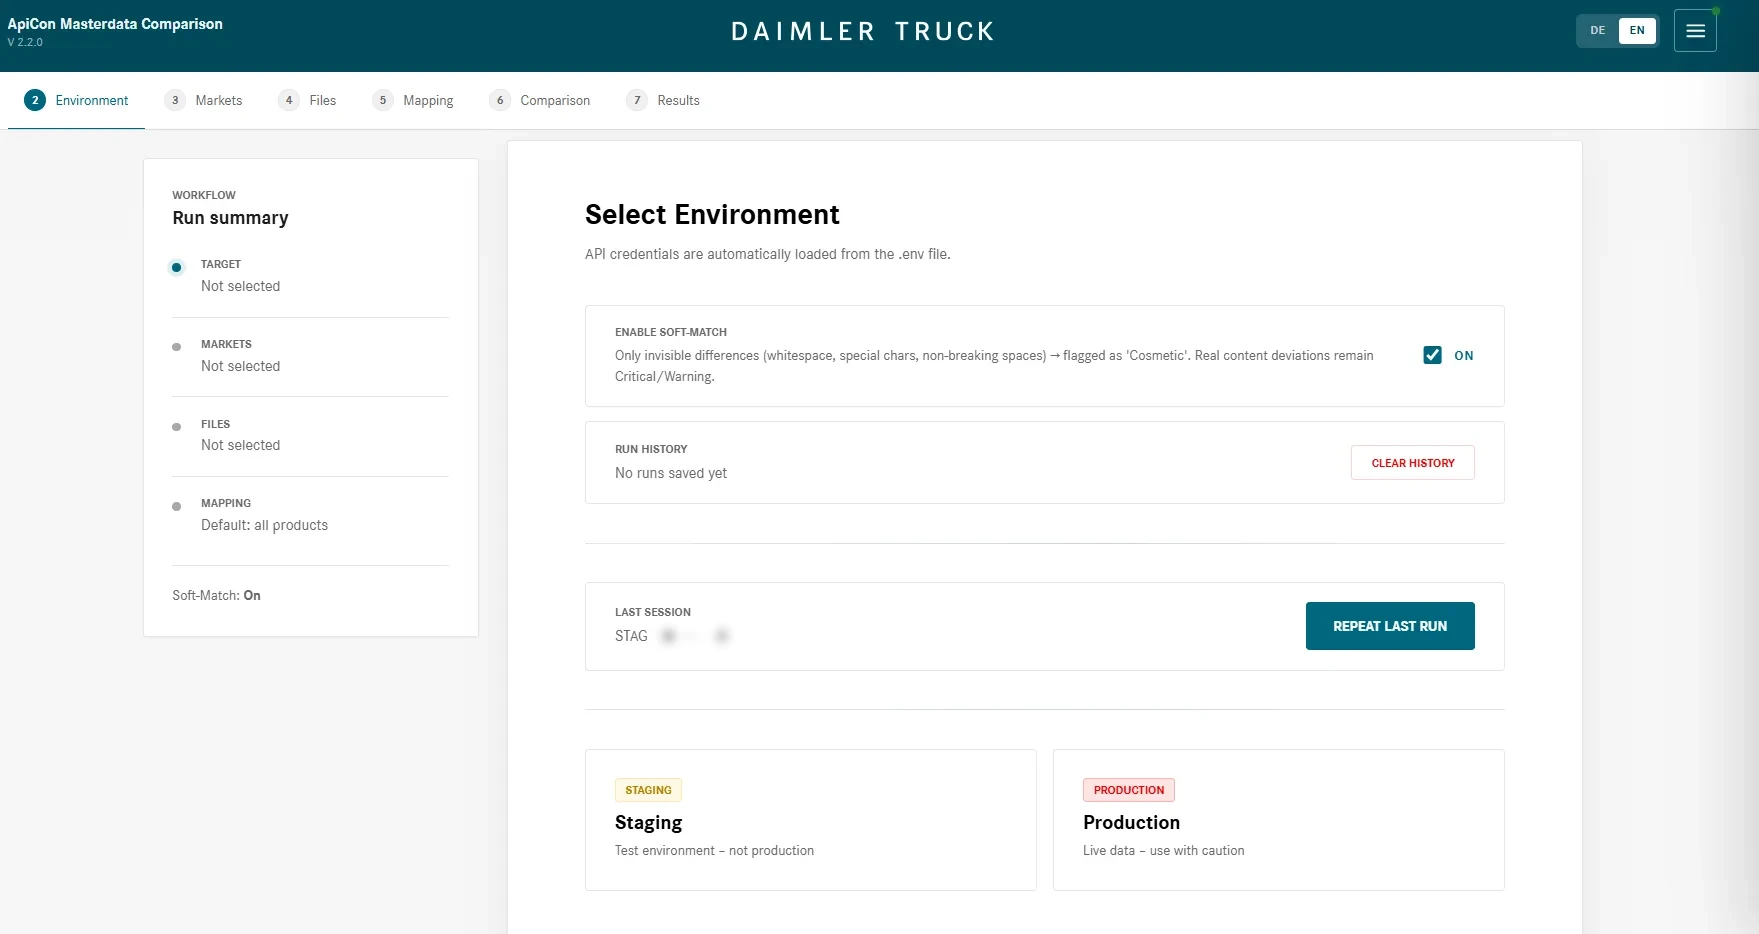 ApiCon Masterdata Comparison
V 2.2.0
DAIMLER TRUCK
DE
EN
2 Environment
3 Markets
4 Files
5 Mapping
6 Comparison
7 Results
WORKFLOW
Run summary
TARGET
Not selected
MARKETS
Not selected
FILES
Not selected
MAPPING
Default: all products
Soft-Match: On
Select Environment
API credentials are automatically loaded from the .env file.
ENABLE SOFT-MATCH
Only invisible differences (whitespace, special chars, non-breaking spaces) → flagged as 'Cosmetic'. Real content deviations remain
Critical/Warning.
ON
RUN HISTORY
No runs saved yet
CLEAR HISTORY
LAST SESSION
STAG
REPEAT LAST RUN
STAGING
Staging
Test environment – not production
PRODUCTION
Production
Live data – use with caution